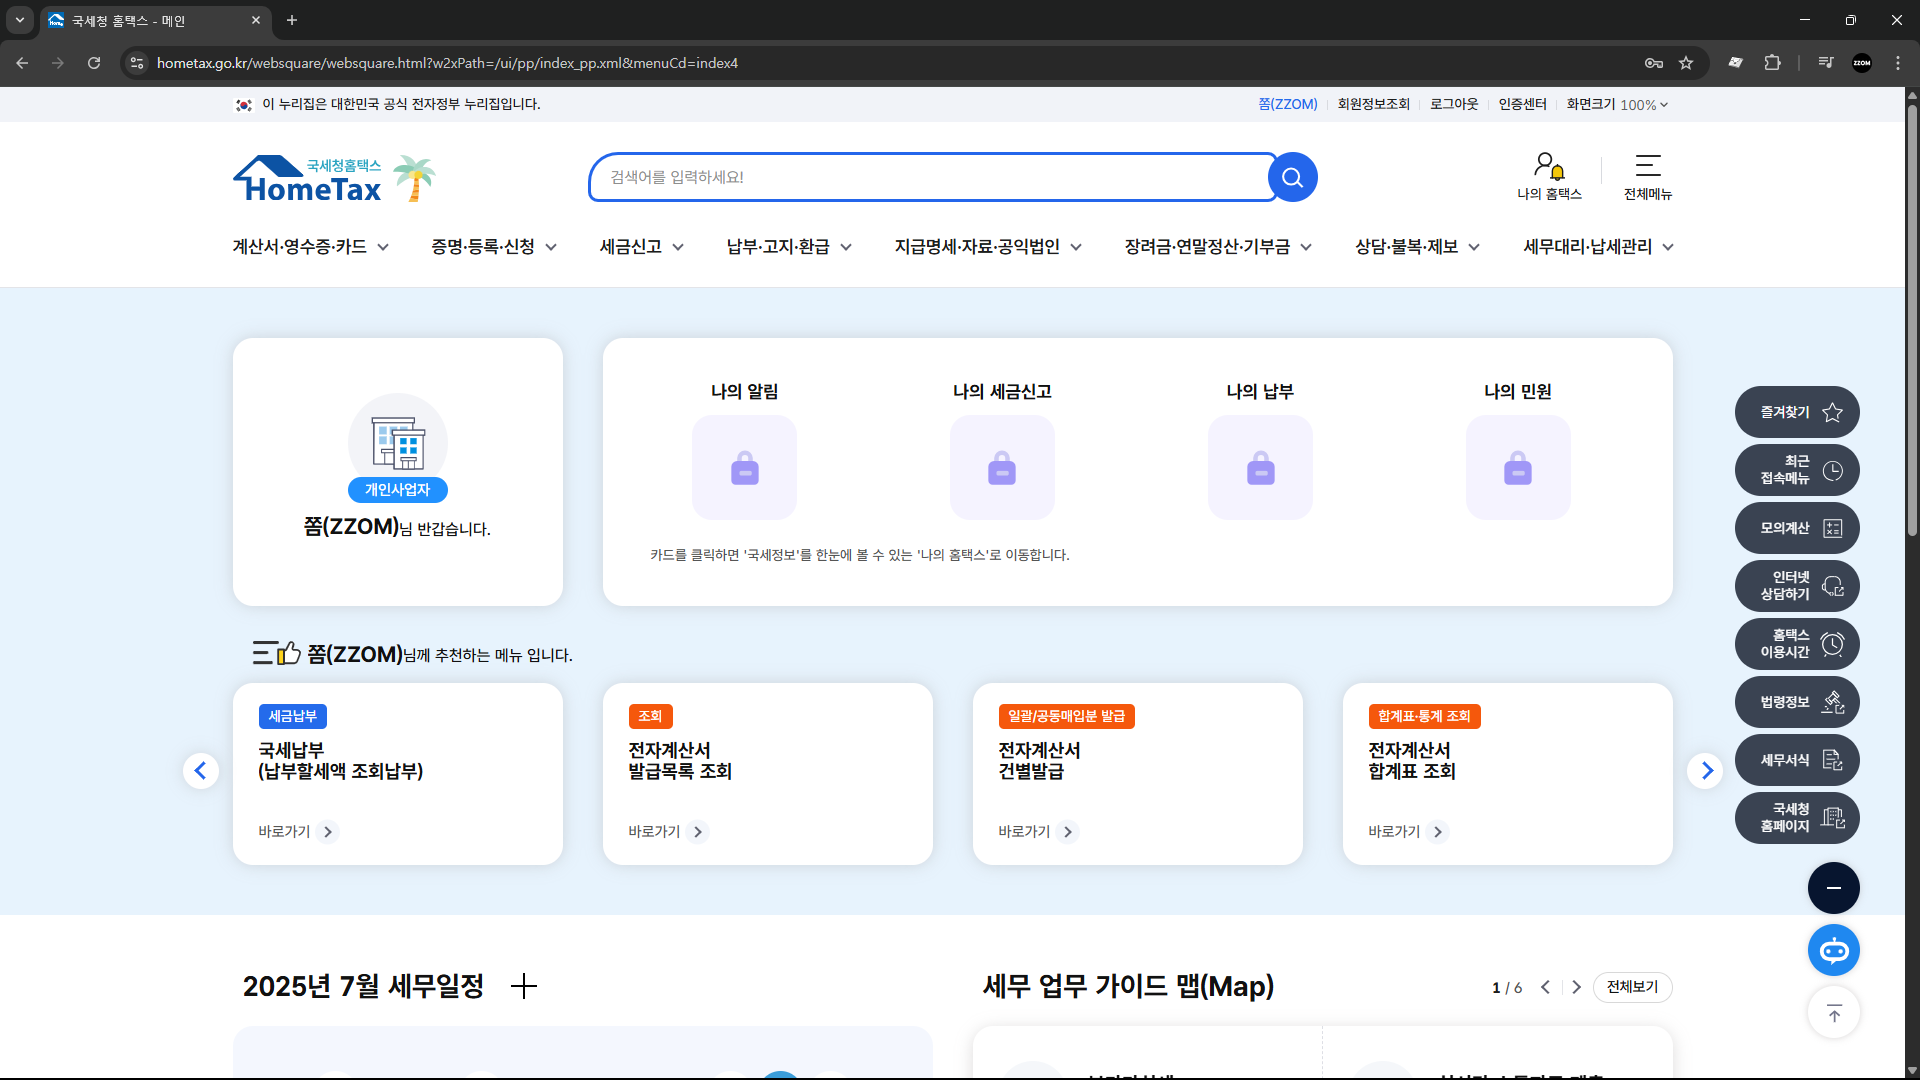 국세청 홈택스 - 메인
hometax.go.kr/websquare/websquare.html?w2xPath=/ui/pp/index_pp.xml&menuCd=index4
ZZOM
이 누리집은 대한민국 공식 전자정부 누리집입니다.
쫌(ZZOM) 회원정보조회 로그아웃 인증센터 화면크기 100%
국세청홈택스
HomeTax
검색어를 입력하세요!
나의 홈택스
전체메뉴
계산서·영수증·카드 증명·등록·신청 세금신고 납부·고지·환급 지급명세·자료·공익법인 장려금·연말정산·기부금 상담·불복·제보 세무대리·납세관리
개인사업자
쫌(ZZOM)님 반갑습니다.
나의 알림 나의 세금신고 나의 납부 나의 민원
카드를 클릭하면 '국세정보'를 한눈에 볼 수 있는 '나의 홈택스'로 이동합니다.
쫌(ZZOM)님께 추천하는 메뉴 입니다.
세금납부
국세납부
(납부할세액 조회납부)
바로가기
조회
전자계산서
발급목록 조회
바로가기
일괄/공동매입분 발급
전자계산서
건별발급
바로가기
합계표·통계 조회
전자계산서
합계표 조회
바로가기
즐겨찾기
최근
접속메뉴
모의계산
인터넷
상담하기
홈택스
이용시간
법령정보
세무서식
국세청
홈페이지
2025년 7월 세무일정
세무 업무 가이드 맵(Map)
1 / 6
전체보기